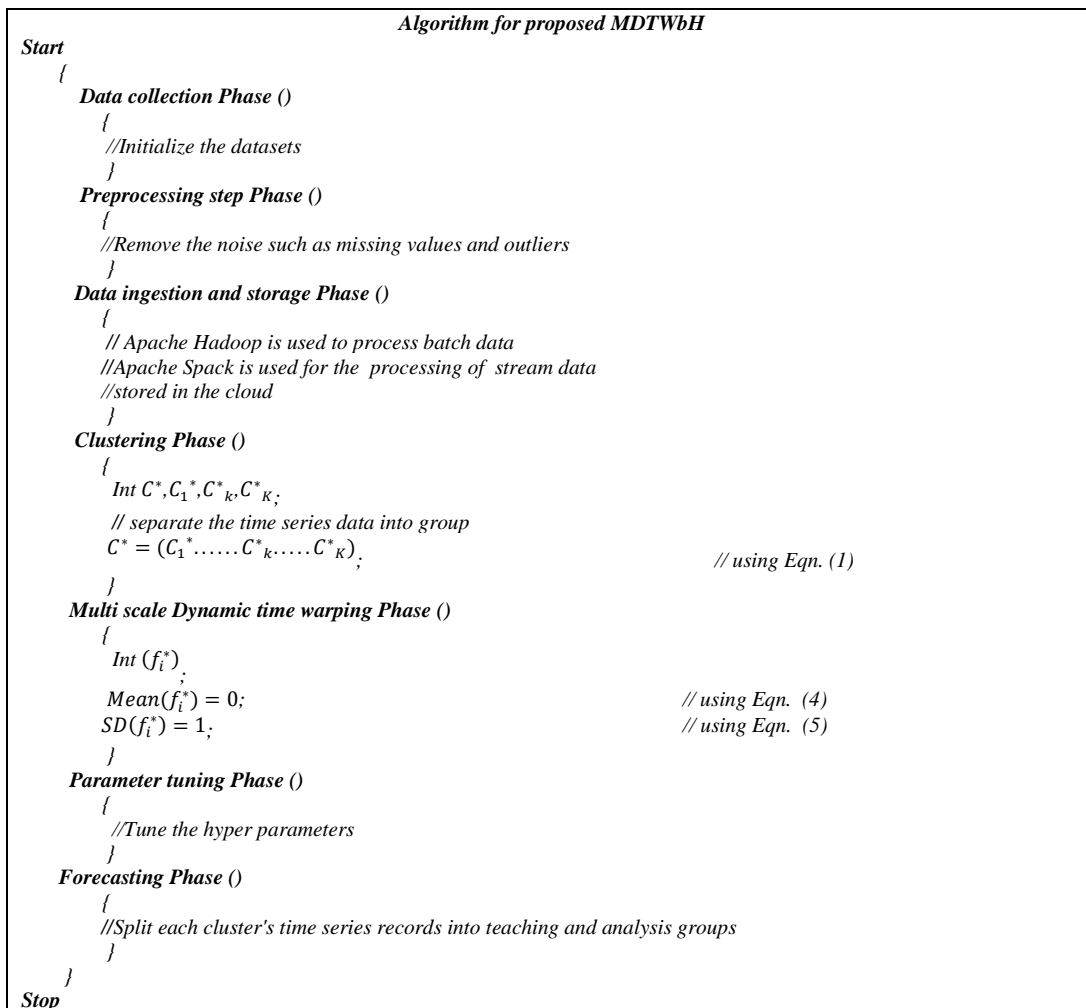 Algorithm for proposed MDTWbH
Start
{
Data collection Phase ()
{
//Initialize the datasets
}
Preprocessing step Phase ()
{
//Remove the noise such as missing values and outliers
}
Data ingestion and storage Phase ()
{
// Apache Hadoop is used to process batch data
//Apache Spack is used for the processing of stream data
//stored in the cloud
}
Clustering Phase ()
{
Int C*,C₁*,C*ₖ,C*_K;
// separate the time series data into group
C* = (C₁*......C*ₖ.....C*_K); // using Eqn. (1)
}
Multi scale Dynamic time warping Phase ()
{
Int (fᵢ*);
Mean(fᵢ*) = 0; // using Eqn. (4)
SD(fᵢ*) = 1; // using Eqn. (5)
}
Parameter tuning Phase ()
{
//Tune the hyper parameters
}
Forecasting Phase ()
{
//Split each cluster's time series records into teaching and analysis groups
}
}
Stop